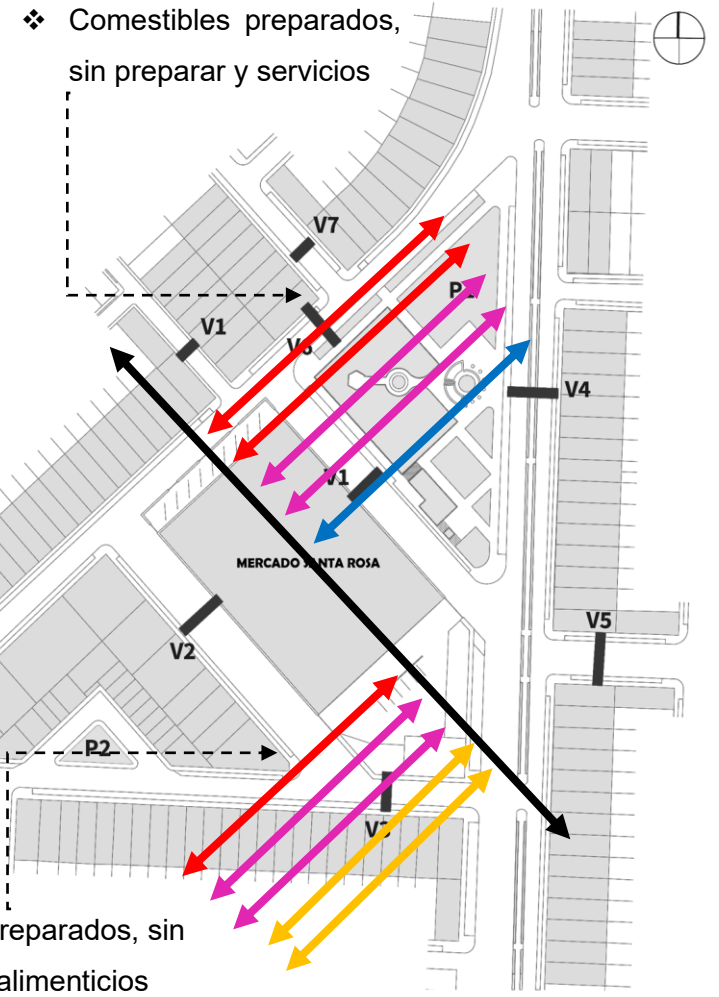 ❖ Comestibles preparados,
sin preparar y servicios
V7
V1
V6
V4
V1
MERCADO SANTA ROSA
V5
V2
P2
V3
reparados, sin
alimenticios